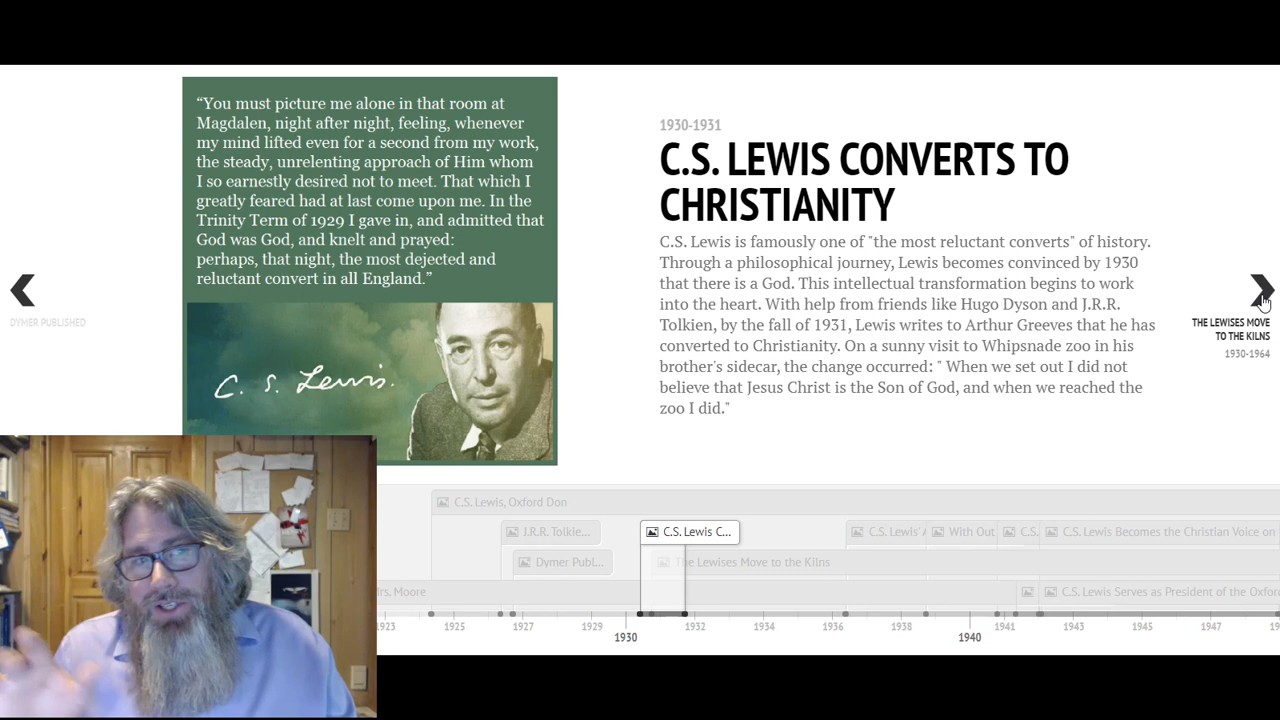 “You must picture me alone in that room at
Magdalen, night after night, feeling, whenever
my mind lifted even for a second from my work,
the steady, unrelenting approach of Him whom
I so earnestly desired not to meet. That which I
greatly feared had at last come upon me. In the
Trinity Term of 1929 I gave in, and admitted that
God was God, and knelt and prayed:
perhaps, that night, the most dejected and
reluctant convert in all England.”
C. S. Lewis.
1930-1931
C.S. LEWIS CONVERTS TO
CHRISTIANITY
C.S. Lewis is famously one of "the most reluctant converts" of history.
Through a philosophical journey, Lewis becomes convinced by 1930
that there is a God. This intellectual transformation begins to work
into the heart. With help from friends like Hugo Dyson and J.R.R.
Tolkien, by the fall of 1931, Lewis writes to Arthur Greeves that he has
converted to Christianity. On a sunny visit to Whipsnade zoo in his
brother's sidecar, the change occurred: " When we set out I did not
believe that Jesus Christ is the Son of God, and when we reached the
zoo I did."
DYMER PUBLISHED
THE LEWISES MOVE
TO THE KILNS
1930-1964
C.S. Lewis, Oxford Don
J.R.R. Tolkie... C.S. Lewis C... C.S. Lewis' With Out C.S. C.S. Lewis Becomes the Christian Voice on
Dymer Publ... The Lewises Move to the Kilns
rs. Moore C.S. Lewis Serves as President of the Oxfor
1923 1925 1927 1929 1930 1932 1934 1936 1938 1940 1941 1943 1945 1947